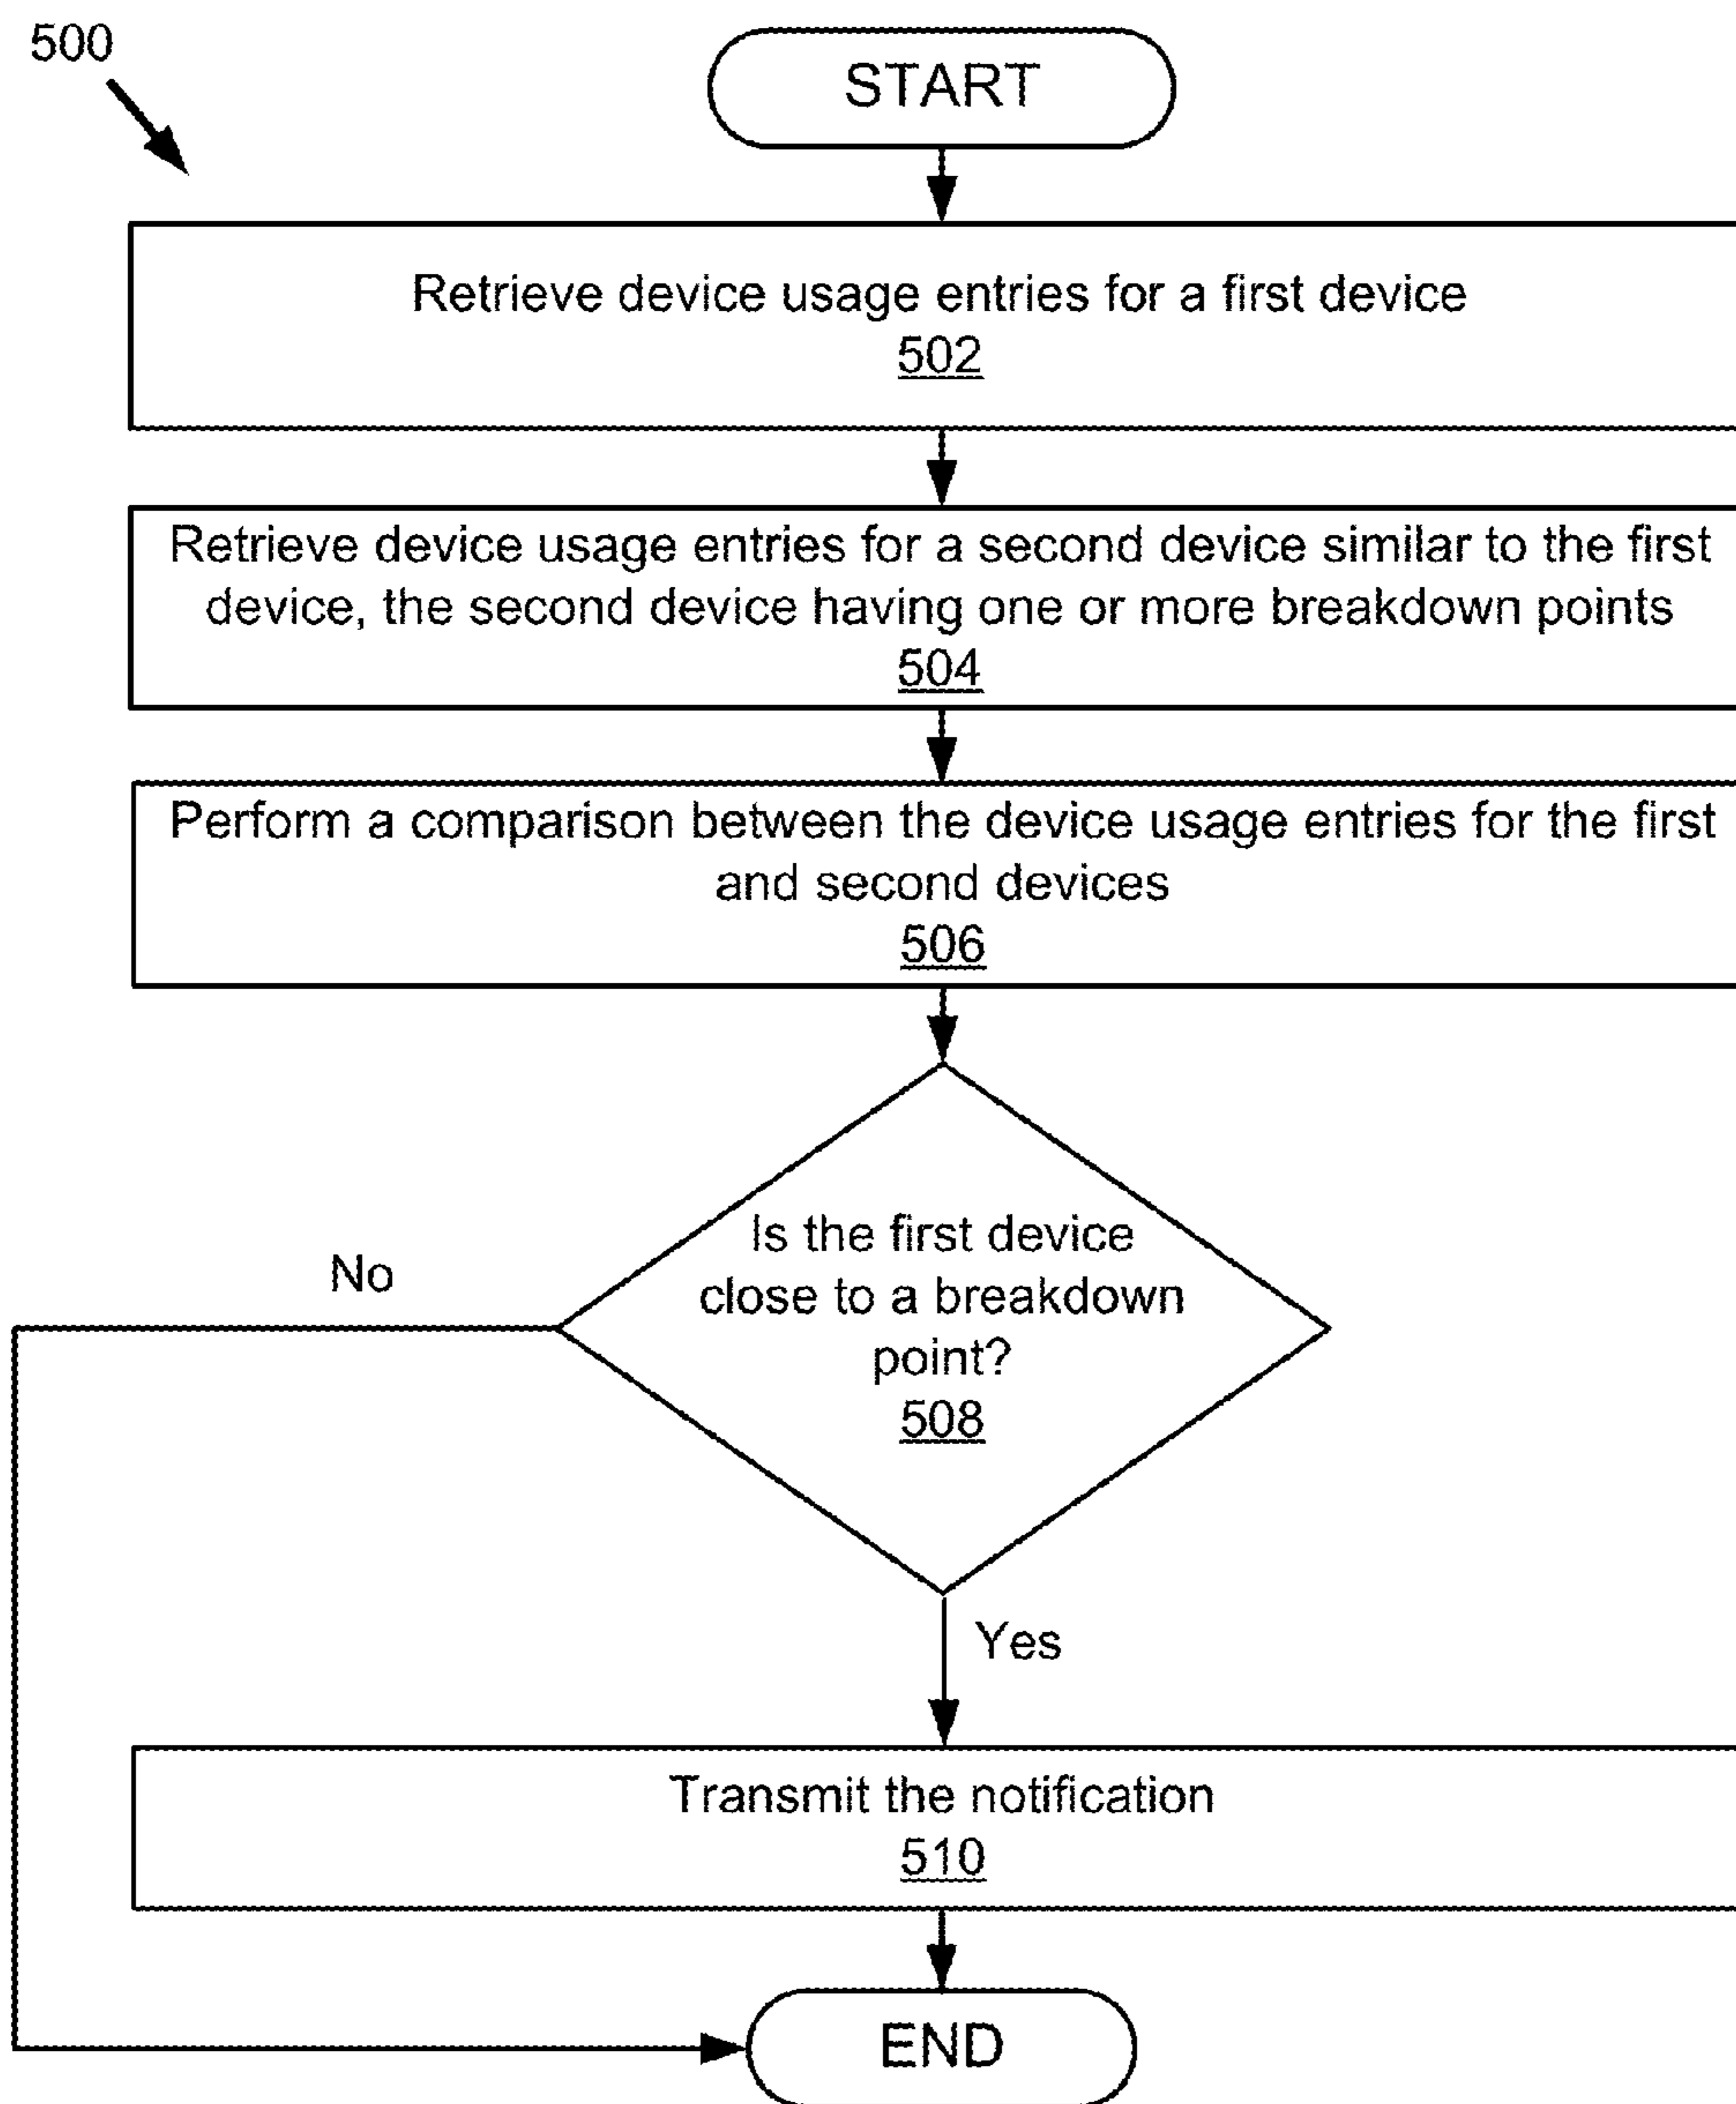 500
START
Retrieve device usage entries for a first device
502
Retrieve device usage entries for a second device similar to the first
device, the second device having one or more breakdown points
504
Perform a comparison between the device usage entries for the first
and second devices
506
Is the first device
close to a breakdown
point?
508
No
Yes
Transmit the notification
510
END